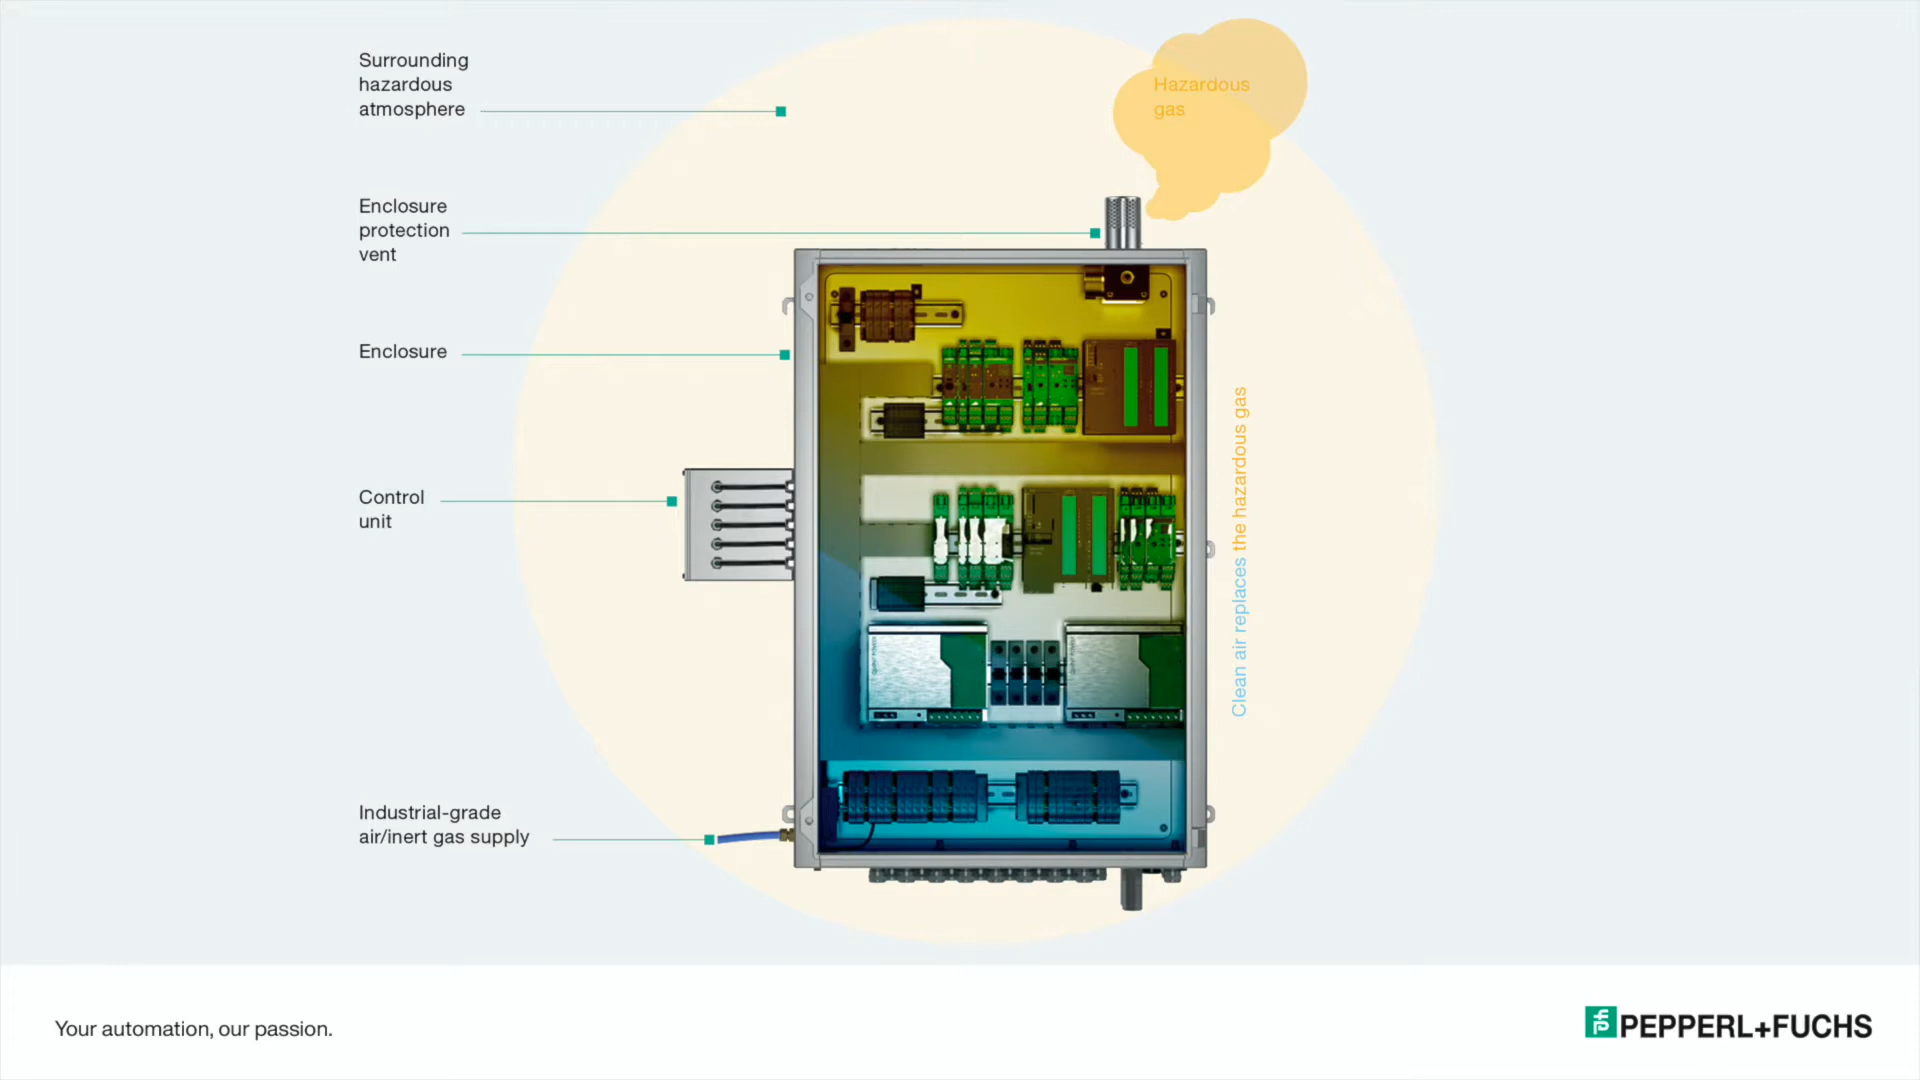 Surrounding
hazardous
atmosphere
Hazardous
gas
Enclosure
protection
vent
Enclosure
Control
unit
Clean air replaces the hazardous gas
Industrial-grade
air/inert gas supply
Your automation, our passion.
PEPPERL+FUCHS